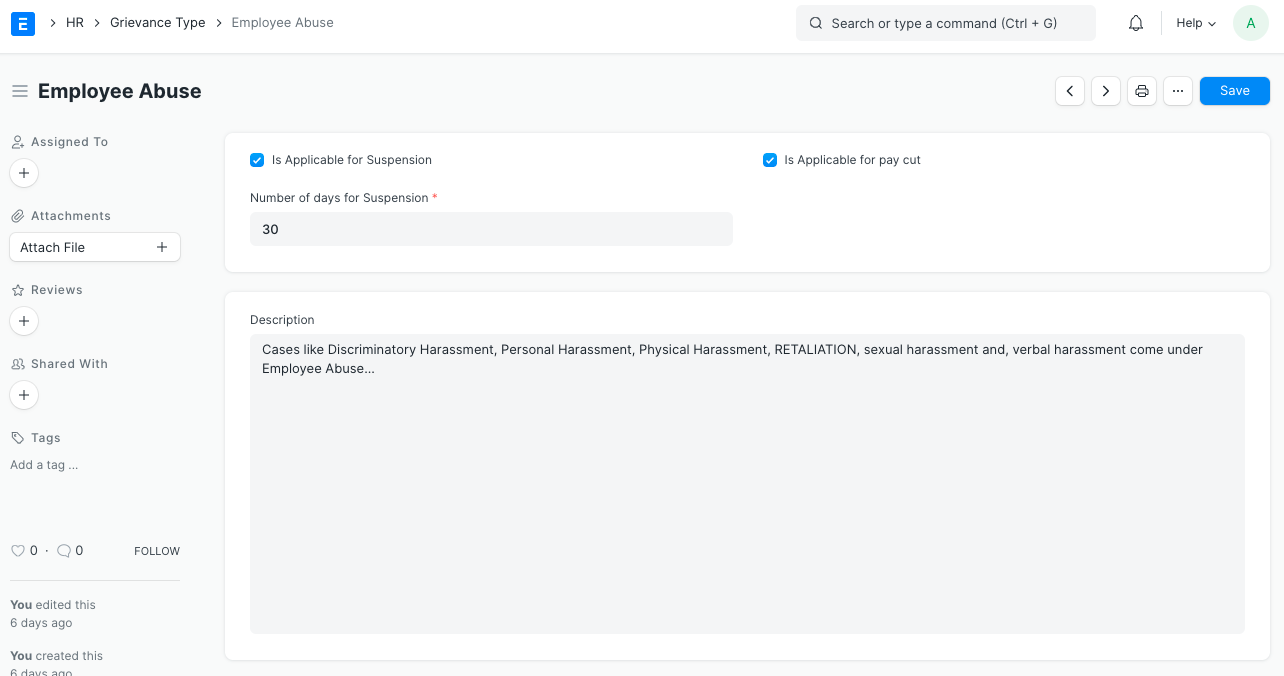 HR Grievance Type Employee Abuse
Search or type a command (Ctrl + G)
Help
A
Employee Abuse
Save
Assigned To
Attachments
Attach File
Reviews
Shared With
Tags
Add a tag ...
0 · 0 FOLLOW
You edited this
6 days ago
You created this
6 days ago
Is Applicable for Suspension
Is Applicable for pay cut
Number of days for Suspension *
30
Description
Cases like Discriminatory Harassment, Personal Harassment, Physical Harassment, RETALIATION, sexual harassment and, verbal harassment come under
Employee Abuse...